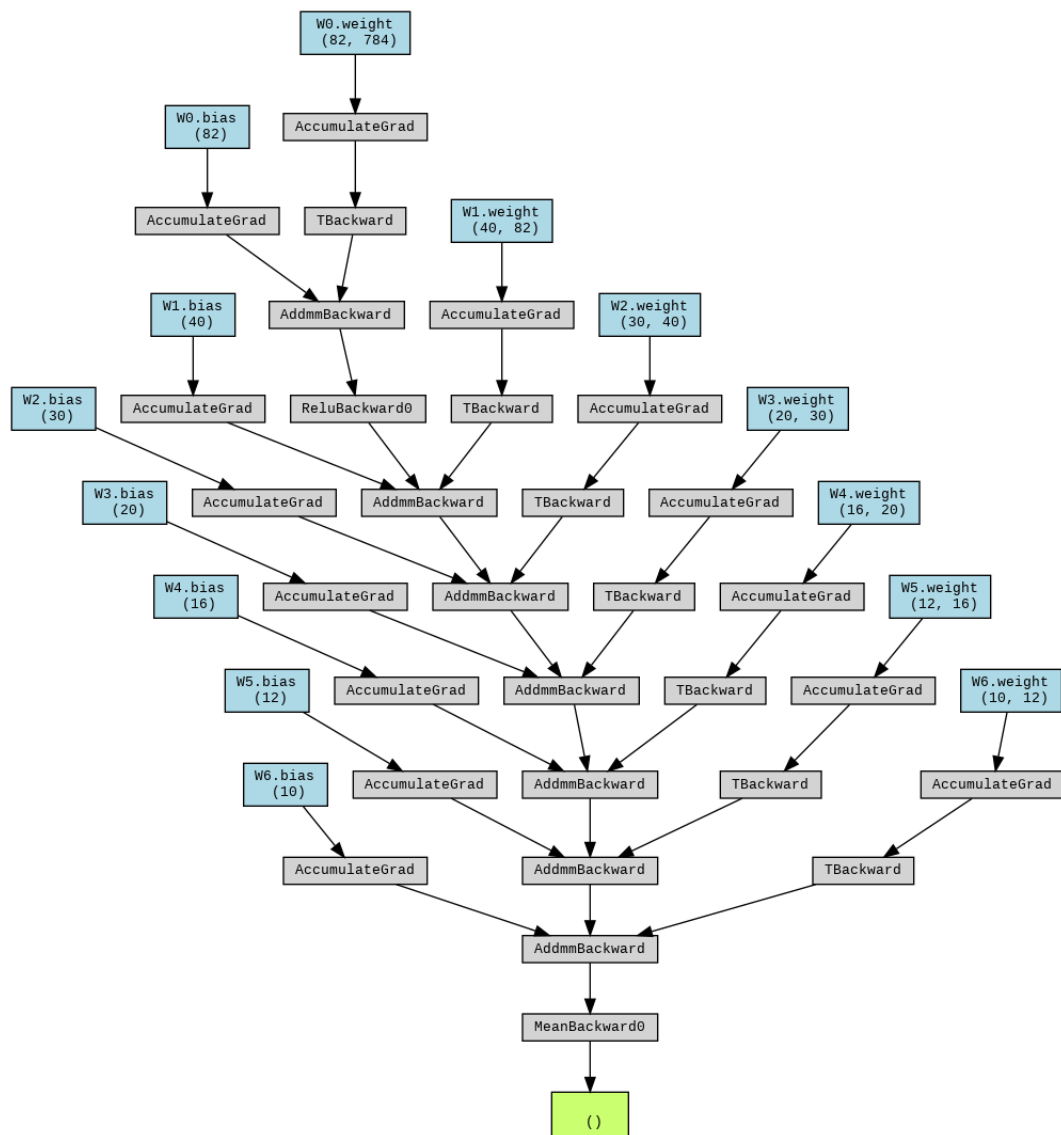 W0.weight
(82, 784)
W0.bias
(82)
AccumulateGrad
AccumulateGrad
TBackward
W1.weight
(40, 82)
W1.bias
(40)
AddmmBackward
AccumulateGrad
W2.weight
(30, 40)
W2.bias
(30)
AccumulateGrad
ReluBackward0
TBackward
AccumulateGrad
W3.weight
(20, 30)
W3.bias
(20)
AccumulateGrad
AddmmBackward
TBackward
AccumulateGrad
W4.weight
(16, 20)
W4.bias
(16)
AccumulateGrad
AddmmBackward
TBackward
AccumulateGrad
W5.weight
(12, 16)
W5.bias
(12)
AccumulateGrad
AddmmBackward
TBackward
AccumulateGrad
W6.weight
(10, 12)
W6.bias
(10)
AccumulateGrad
AddmmBackward
TBackward
AccumulateGrad
AccumulateGrad
AddmmBackward
TBackward
AddmmBackward
MeanBackward0
()